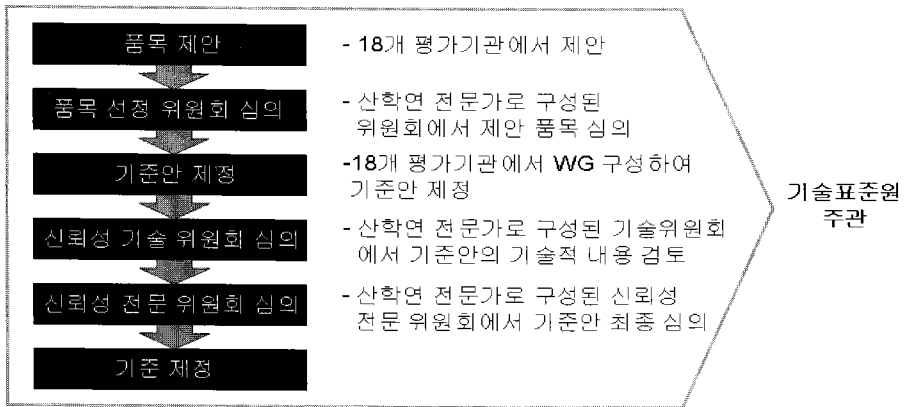 품목 제안
- 18개 평가기관에서 제안
품목 선정 위원회 심의
- 산학연 전문가로 구성된
위원회에서 제안 품목 심의
기준안 제정
-18개 평가기관에서 WG 구성하여
기준안 제정
신뢰성 기술 위원회 심의
- 산학연 전문가로 구성된 기술위원회
에서 기준안의 기술적 내용 검토
신뢰성 전문 위원회 심의
- 산학연 전문가로 구성된 신뢰성
전문 위원회에서 기준안 최종 심의
기준 제정
기술표준원
주관